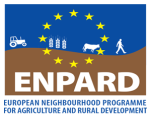 ENPARD
EUROPEAN NEIGHBOURHOOD PROGRAMME
FOR AGRICULTURE AND RURAL DEVELOPMENT